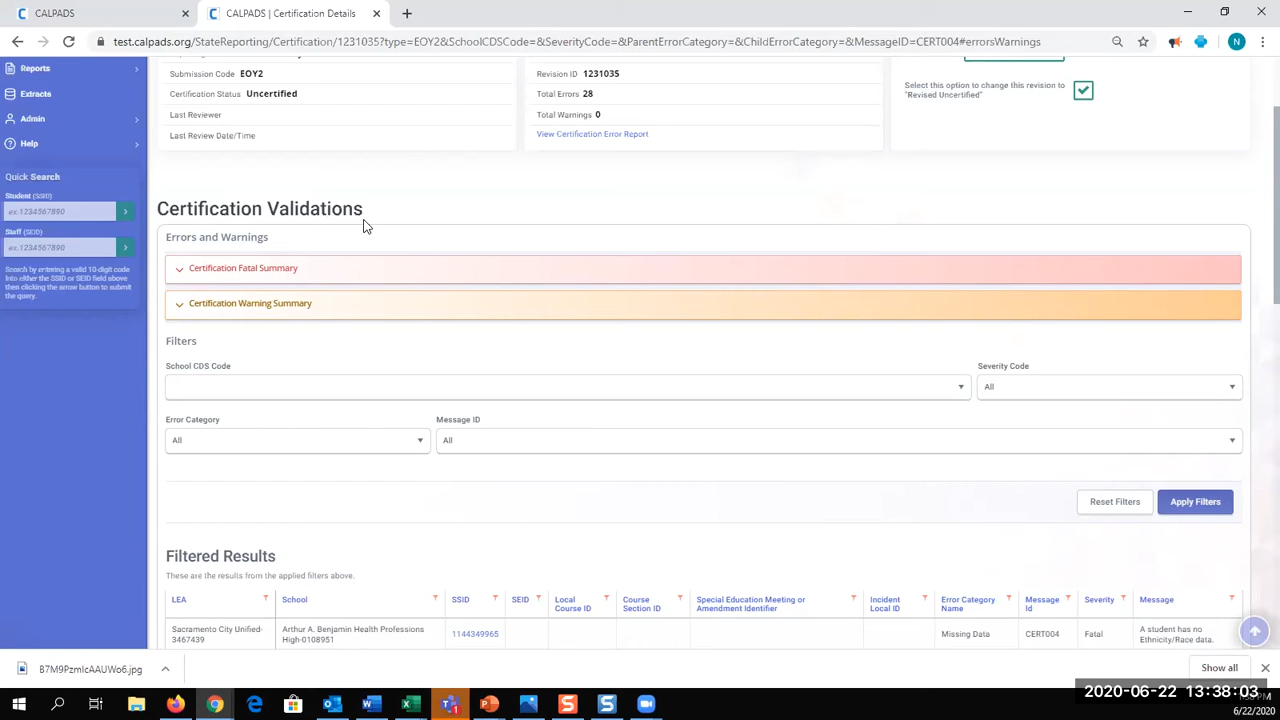 CALPADS
CALPADS | Certification Details
test.calpads.org/StateReporting/Certification/1231035?type=EOY2&SchoolCDSCode=&SeverityCode=&ParentErrorCategory=&ChildErrorCategory=&MessageID=CERT004#errorsWarnings
N
Reports
Extracts
Admin
Help
Quick Search
Student (SSID)
ex.1234567890
Staff (SEID)
ex.1234567890
Search by entering a valid 10-digit code
into either the SSID or SEID field above
then clicking the arrow button to submit
the query.
Submission Code EOY2
Certification Status Uncertified
Last Reviewer
Last Review Date/Time
Revision ID 1231035
Total Errors 28
Total Warnings 0
View Certification Error Report
Select this option to change this revision to
"Revised Uncertified"
Certification Validations
Errors and Warnings
Certification Fatal Summary
Certification Warning Summary
Filters
School CDS Code
Severity Code
All
Error Category
Message ID
All
All
Reset Filters
Apply Filters
Filtered Results
These are the results from the applied filters above.
LEA School SSID SEID Local Course ID Course Section ID Special Education Meeting or Amendment Identifier Incident Local ID Error Category Name Message Id Severity Message
Sacramento City Unified-3467439 Arthur A. Benjamin Health Professions High-0108951 1144349965 Missing Data CERT004 Fatal A student has no Ethnicity/Race data.
B7M9PzmIcAAUWo6.jpg
Show all
2020-06-22 13:38:03
6/22/2020